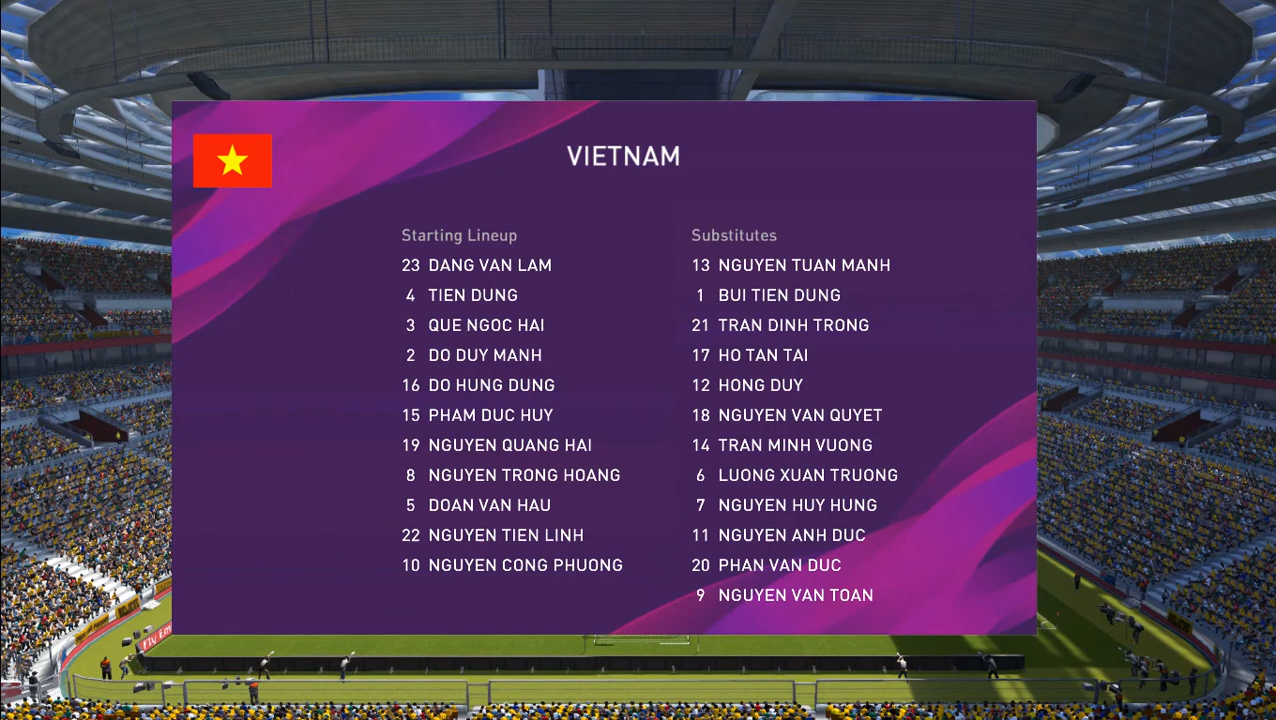 VIETNAM
Starting Lineup
23 DANG VAN LAM
4 TIEN DUNG
3 QUE NGOC HAI
2 DO DUY MANH
16 DO HUNG DUNG
15 PHAM DUC HUY
19 NGUYEN QUANG HAI
8 NGUYEN TRONG HOANG
5 DOAN VAN HAU
22 NGUYEN TIEN LINH
10 NGUYEN CONG PHUONG
Substitutes
13 NGUYEN TUAN MANH
1 BUI TIEN DUNG
21 TRAN DINH TRONG
17 HO TAN TAI
12 HONG DUY
18 NGUYEN VAN QUYET
14 TRAN MINH VUONG
6 LUONG XUAN TRUONG
7 NGUYEN HUY HUNG
11 NGUYEN ANH DUC
20 PHAN VAN DUC
9 NGUYEN VAN TOAN